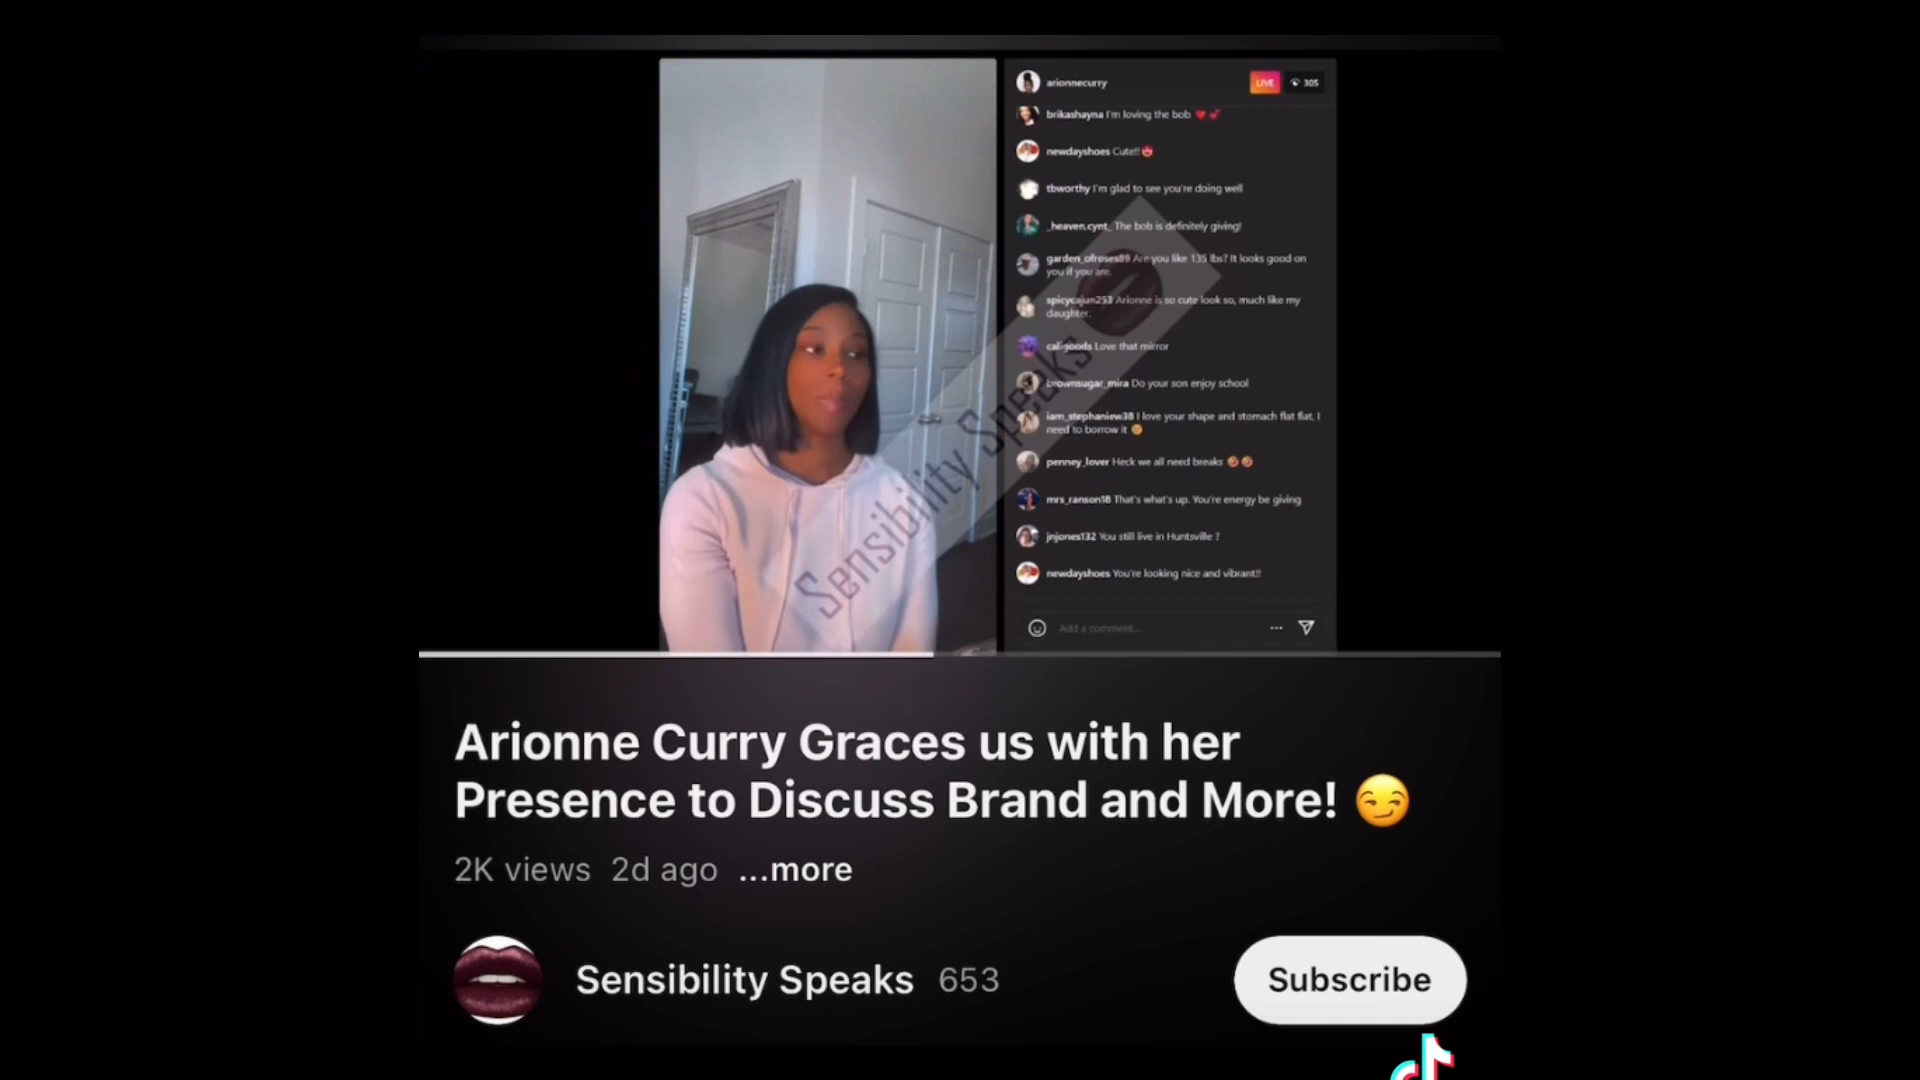 arionnecurry
LIVE
305
brikashayna I'm loving the bob ❤️ 💕
newdayshoes Cute!! 😍
tbworthy I'm glad to see you're doing well
_heaven.cynt_ The bob is definitely giving!
garden_ofroses89 Are you like 135 lbs? It looks good on
you if you are.
spicycajun253 Arionne is so cute look so, much like my
daughter.
caligoods Love that mirror
brownsugar_mira Do your son enjoy school
iam_stephaniew38 I love your shape and stomach flat flat, I
need to borrow it 😢
penney_lover Heck we all need breaks 🤣 🤣
mrs_ranson18 That's what's up. You're energy be giving
jnjones132 You still live in Huntsville ?
newdayshoes You're looking nice and vibrant!!
Add a comment...
Sensibility Speaks
Arionne Curry Graces us with her
Presence to Discuss Brand and More! 😏
2K views 2d ago ...more
Sensibility Speaks 653
Subscribe